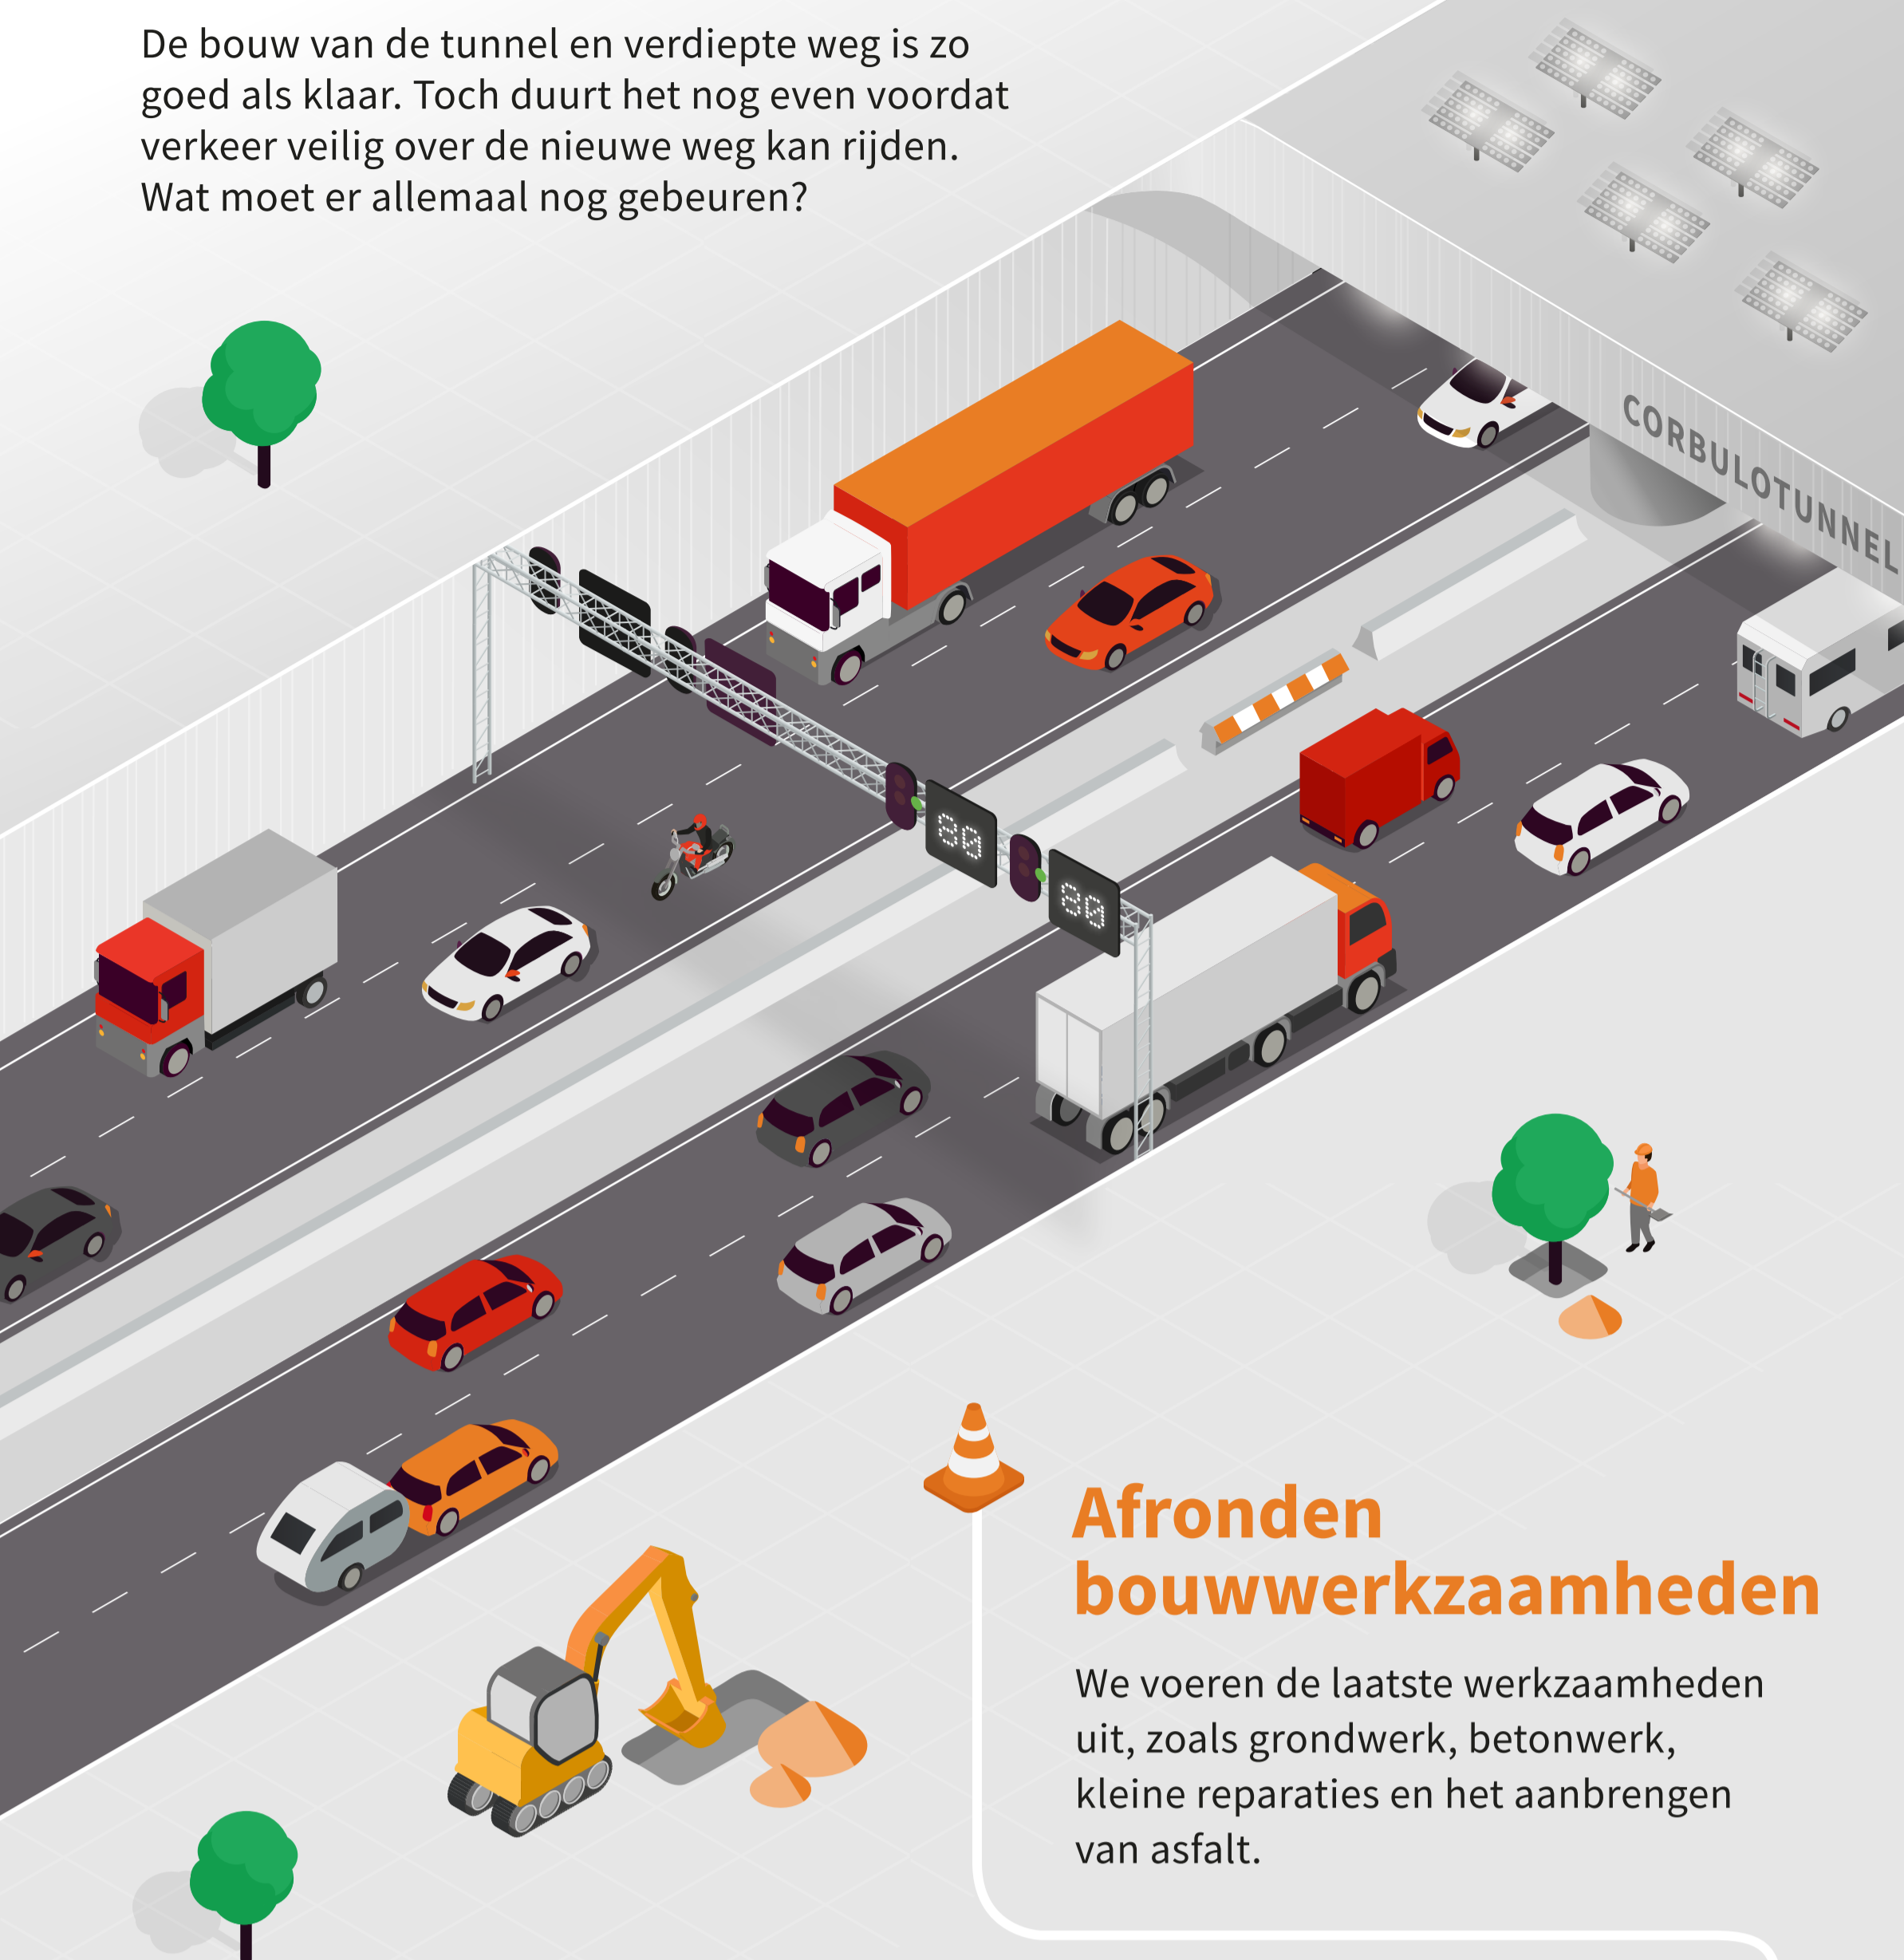 De bouw van de tunnel en verdiepte weg is zo
goed als klaar. Toch duurt het nog even voordat
verkeer veilig over de nieuwe weg kan rijden.
Wat moet er allemaal nog gebeuren?
CORBULOTUNNEL
80
80
Afronden
bouwwerkzaamheden
We voeren de laatste werkzaamheden
uit, zoals grondwerk, betonwerk,
kleine reparaties en het aanbrengen
van asfalt.